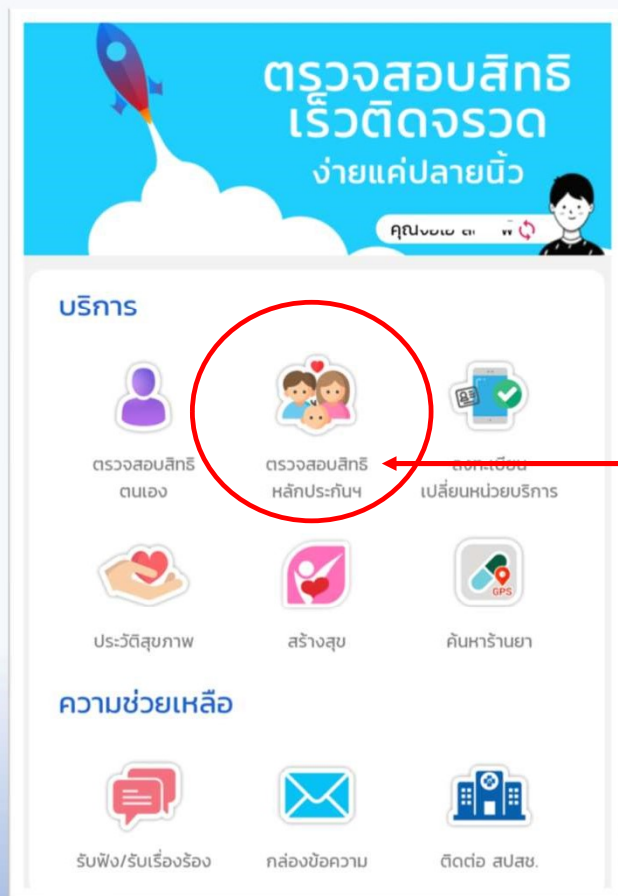 ตรวจสอบสิทธิ
เร็วติดจรวด
ง่ายแค่ปลายนิ้ว
บริการ
ตรวจสอบสิทธิ
ตนเอง
ตรวจสอบสิทธิ
หลักประกันฯ
ลงทะเบียน
เปลี่ยนหน่วยบริการ
ประวัติสุขภาพ
สร้างสุข
GPS
ค้นหาร้านยา
ความช่วยเหลือ
รับฟัง/รับเรื่องร้อง
กล่องข้อความ
ติดต่อ สปสช.